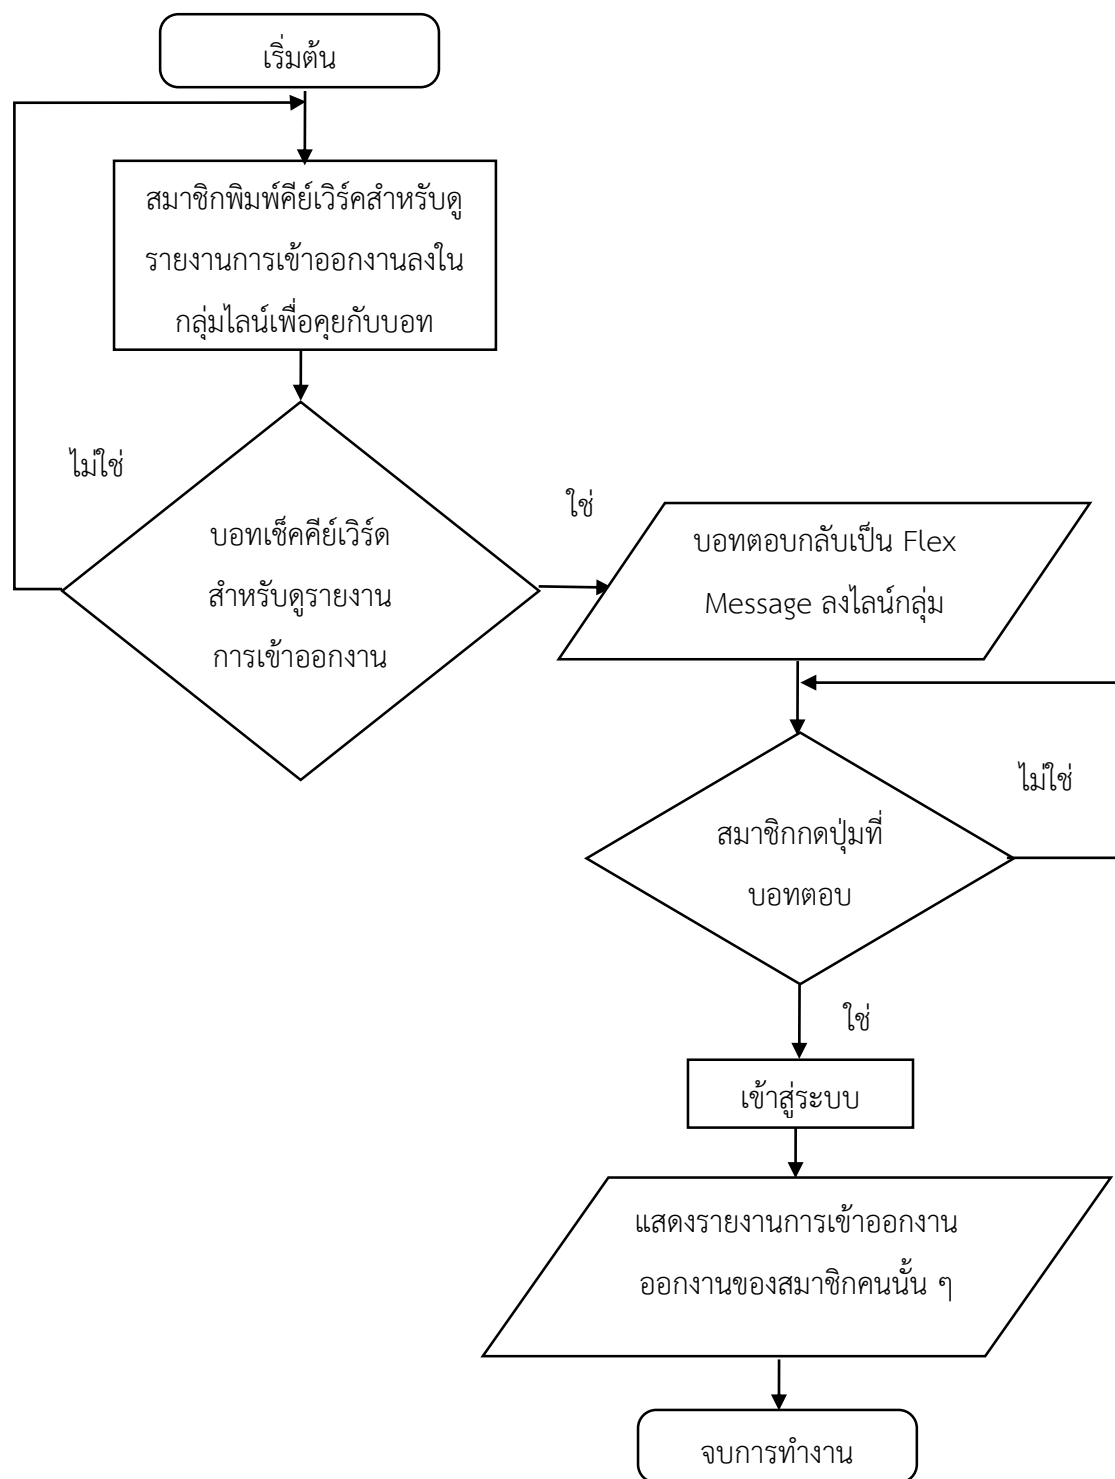 เริ่มต้น
สมาชิกพิมพ์คีย์เวิร์คสำหรับดู
รายงานการเข้าออกงานลงใน
กลุ่มไลน์เพื่อคุยกับบอท
ไม่ใช่
บอทเช็คคีย์เวิร์ด
สำหรับดูรายงาน
การเข้าออกงาน
ใช่
บอทตอบกลับเป็น Flex
Message ลงไลน์กลุ่ม
สมาชิกกดปุ่มที่
บอทตอบ
ไม่ใช่
ใช่
เข้าสู่ระบบ
แสดงรายงานการเข้าออกงาน
ออกงานของสมาชิกคนนั้น ๆ
จบการทำงาน